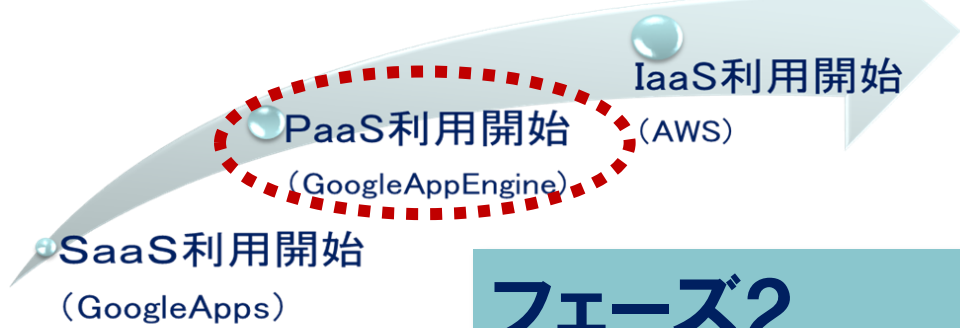 IaaS利用開始
(AWS)
PaaS利用開始
(GoogleAppEngine)
SaaS利用開始
(GoogleApps)
フェーズ2